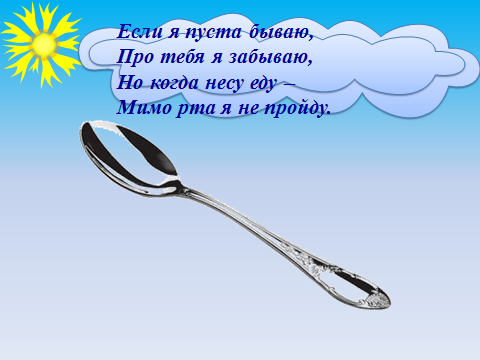 Если я пуста бываю,
Про тебя я забываю,
Но когда несу еду –
Мимо рта я не пройду.